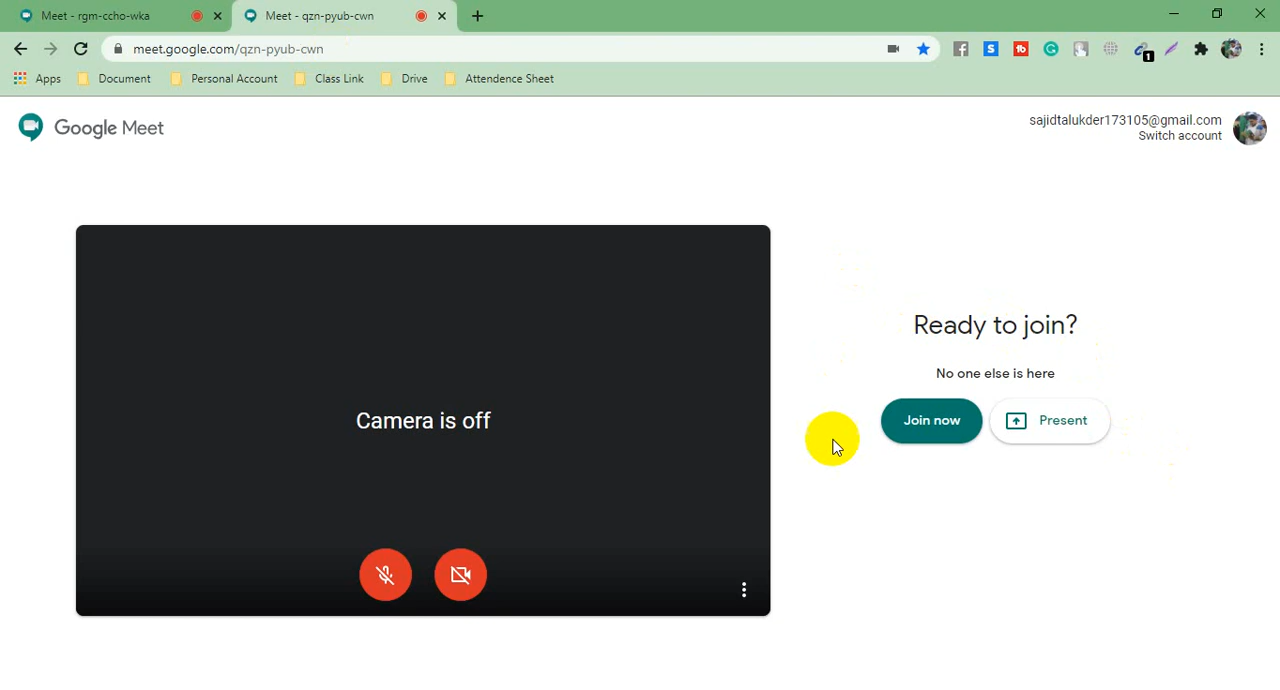 Meet - rgm-ccho-wka
Meet - qzn-pyub-cwn
meet.google.com/qzn-pyub-cwn
1
Apps Document Personal Account Class Link Drive Attendence Sheet
Google Meet
sajidtalukder173105@gmail.com
Switch account
Camera is off
Ready to join?
No one else is here
Join now Present